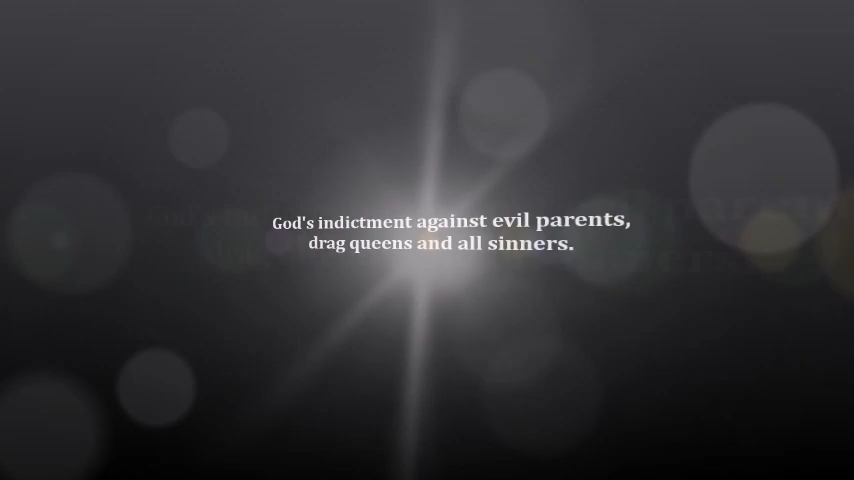 God's indictment against evil parents,
drag queens and all sinners.